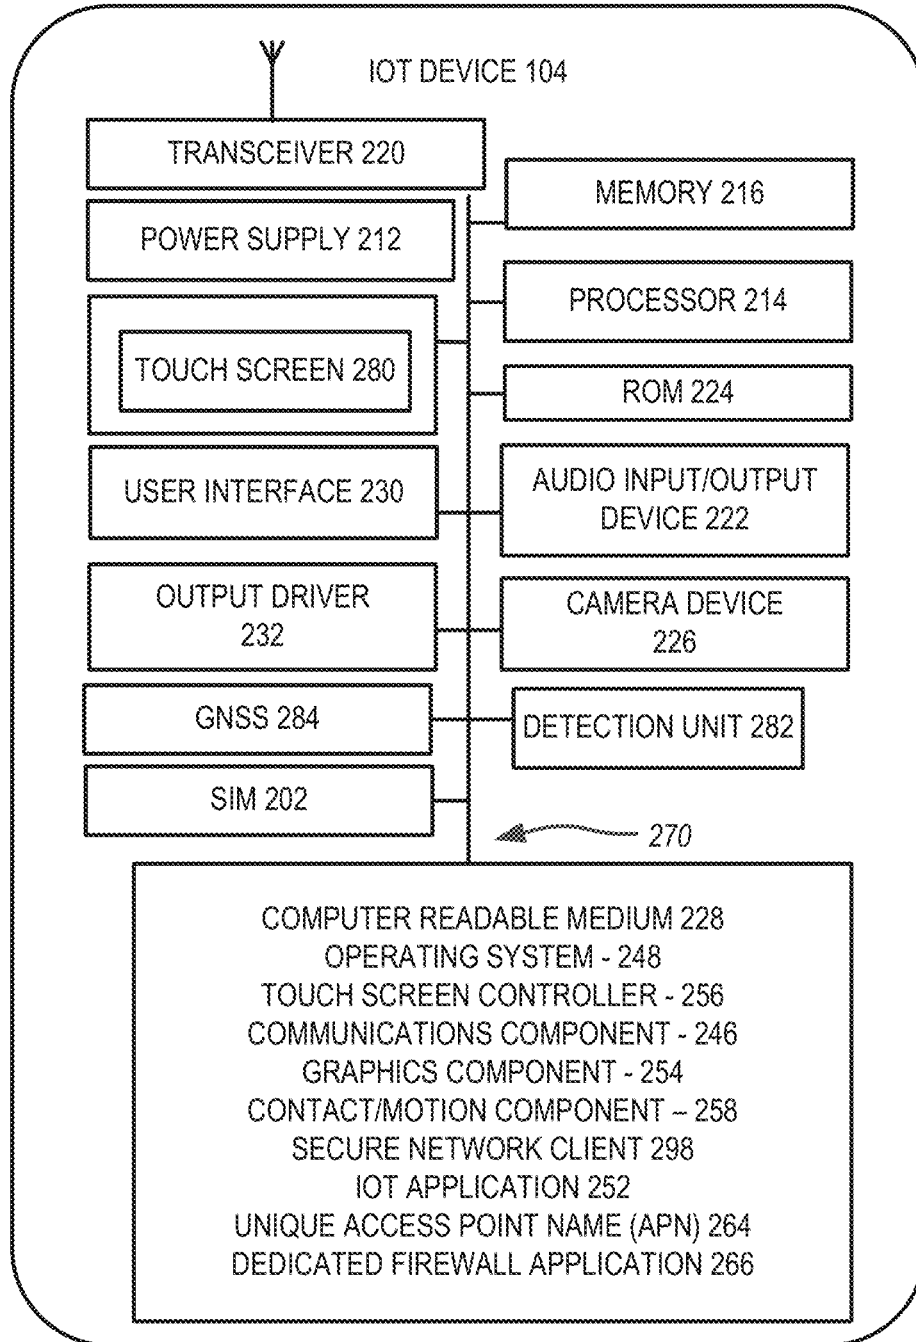 IOT DEVICE 104
TRANSCEIVER 220
MEMORY 216
POWER SUPPLY 212
PROCESSOR 214
TOUCH SCREEN 280
ROM 224
USER INTERFACE 230
AUDIO INPUT/OUTPUT
DEVICE 222
OUTPUT DRIVER
232
CAMERA DEVICE
226
GNSS 284
DETECTION UNIT 282
SIM 202
270
COMPUTER READABLE MEDIUM 228
OPERATING SYSTEM - 248
TOUCH SCREEN CONTROLLER - 256
COMMUNICATIONS COMPONENT - 246
GRAPHICS COMPONENT - 254
CONTACT/MOTION COMPONENT – 258
SECURE NETWORK CLIENT 298
IOT APPLICATION 252
UNIQUE ACCESS POINT NAME (APN) 264
DEDICATED FIREWALL APPLICATION 266